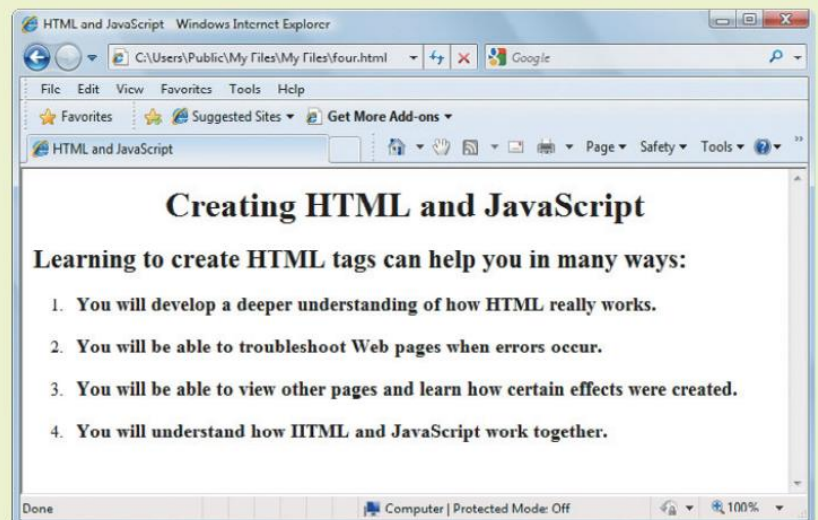 HTML and JavaScript   Windows Internet Explorer
C:\Users\Public\My Files\My Files\four.html   Google
File   Edit   View   Favorites   Tools   Help
Favorites   Suggested Sites   Get More Add-ons
HTML and JavaScript   Page   Safety   Tools   »
Creating HTML and JavaScript
Learning to create HTML tags can help you in many ways:
1. You will develop a deeper understanding of how HTML really works.
2. You will be able to troubleshoot Web pages when errors occur.
3. You will be able to view other pages and learn how certain effects were created.
4. You will understand how HTML and JavaScript work together.
Done   Computer | Protected Mode: Off   100%